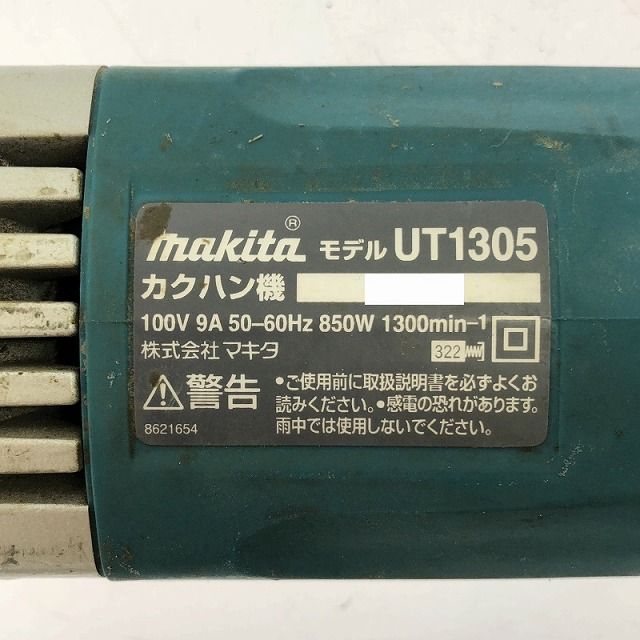 makita® モデル UT1305
カクハン機
100V 9A 50-60Hz 850W 1300min-1
株式会社マキタ 322
警告 •ご使用前に取扱説明書を必ずよくお
読みください。•感電の恐れがあります。
8621654 雨中では使用しないでください。